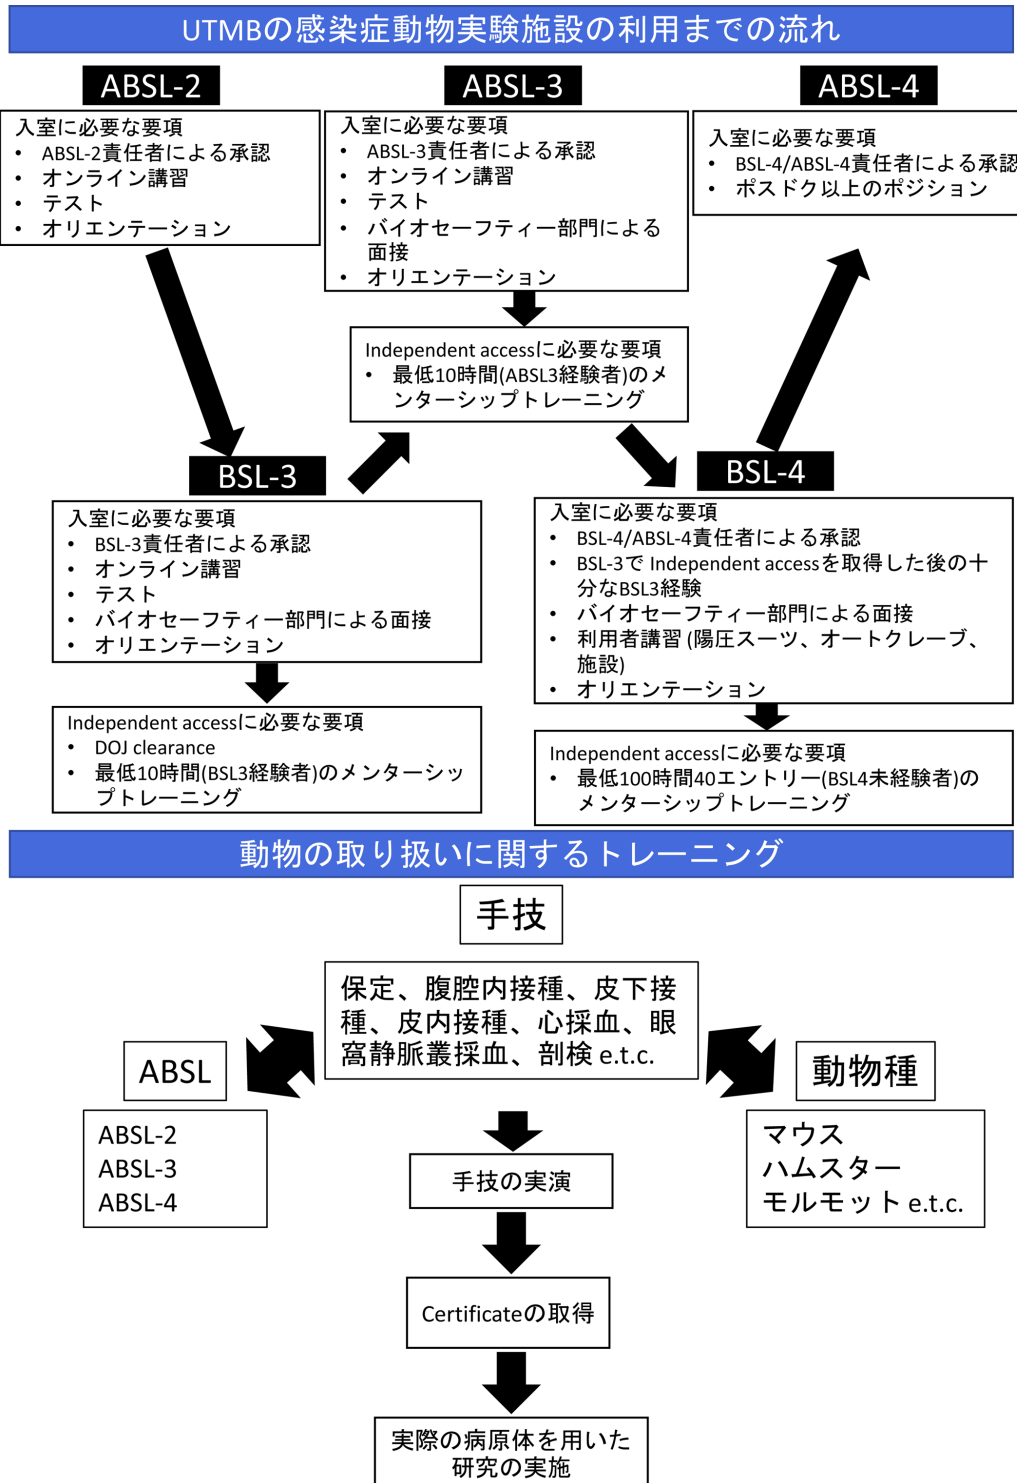 UTMBの感染症動物実験施設の利用までの流れ
ABSL-2
入室に必要な要項
• ABSL-2責任者による承認
• オンライン講習
• テスト
• オリエンテーション
ABSL-3
入室に必要な要項
• ABSL-3責任者による承認
• オンライン講習
• テスト
• バイオセーフティー部門による
面接
• オリエンテーション
Independent accessに必要な要項
• 最低10時間(ABSL3経験者)のメ
ンターシップトレーニング
ABSL-4
入室に必要な要項
• BSL-4/ABSL-4責任者による承認
• ポスドク以上のポジション
BSL-3
入室に必要な要項
• BSL-3責任者による承認
• オンライン講習
• テスト
• バイオセーフティー部門による面接
• オリエンテーション
Independent accessに必要な要項
• DOJ clearance
• 最低10時間(BSL3経験者)のメンターシッ
プトレーニング
BSL-4
入室に必要な要項
• BSL-4/ABSL-4責任者による承認
• BSL-3で Independent accessを取得した後の十
分なBSL3経験
• バイオセーフティー部門による面接
• 利用者講習 (陽圧スーツ、オートクレーブ、
施設)
• オリエンテーション
Independent accessに必要な要項
• 最低100時間40エントリー(BSL4未経験者)の
メンターシップトレーニング
動物の取り扱いに関するトレーニング
手技
保定、腹腔内接種、皮下接
種、皮内接種、心採血、眼
窩静脈叢採血、剖検 e.t.c.
ABSL
ABSL-2
ABSL-3
ABSL-4
動物種
マウス
ハムスター
モルモット e.t.c.
手技の実演
Certificateの取得
実際の病原体を用いた
研究の実施